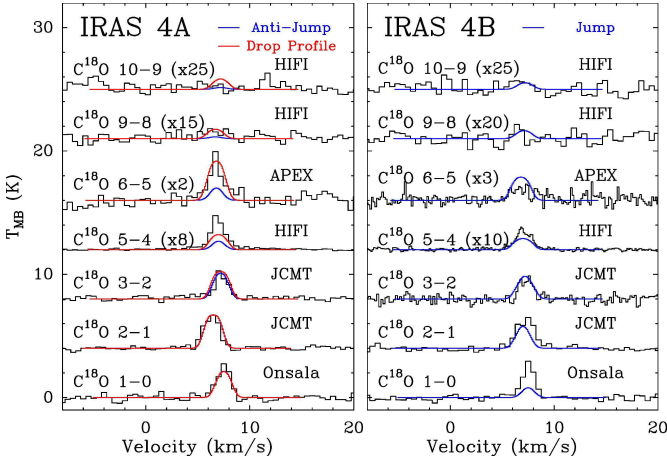 IRAS 4A
Anti-Jump
Drop Profile
C¹⁸O 10-9 (x25)
HIFI
C¹⁸O 9-8 (x15)
HIFI
C¹⁸O 6-5 (x2)
APEX
C¹⁸O 5-4 (x8)
HIFI
C¹⁸O 3-2
JCMT
C¹⁸O 2-1
JCMT
C¹⁸O 1-0
Onsala
30
20
10
0
T_MB (K)
0
10
20
Velocity (km/s)
IRAS 4B
Jump
C¹⁸O 10-9 (x25)
HIFI
C¹⁸O 9-8 (x20)
HIFI
C¹⁸O 6-5 (x3)
APEX
C¹⁸O 5-4 (x10)
HIFI
C¹⁸O 3-2
JCMT
C¹⁸O 2-1
JCMT
C¹⁸O 1-0
Onsala
0
10
20
Velocity (km/s)